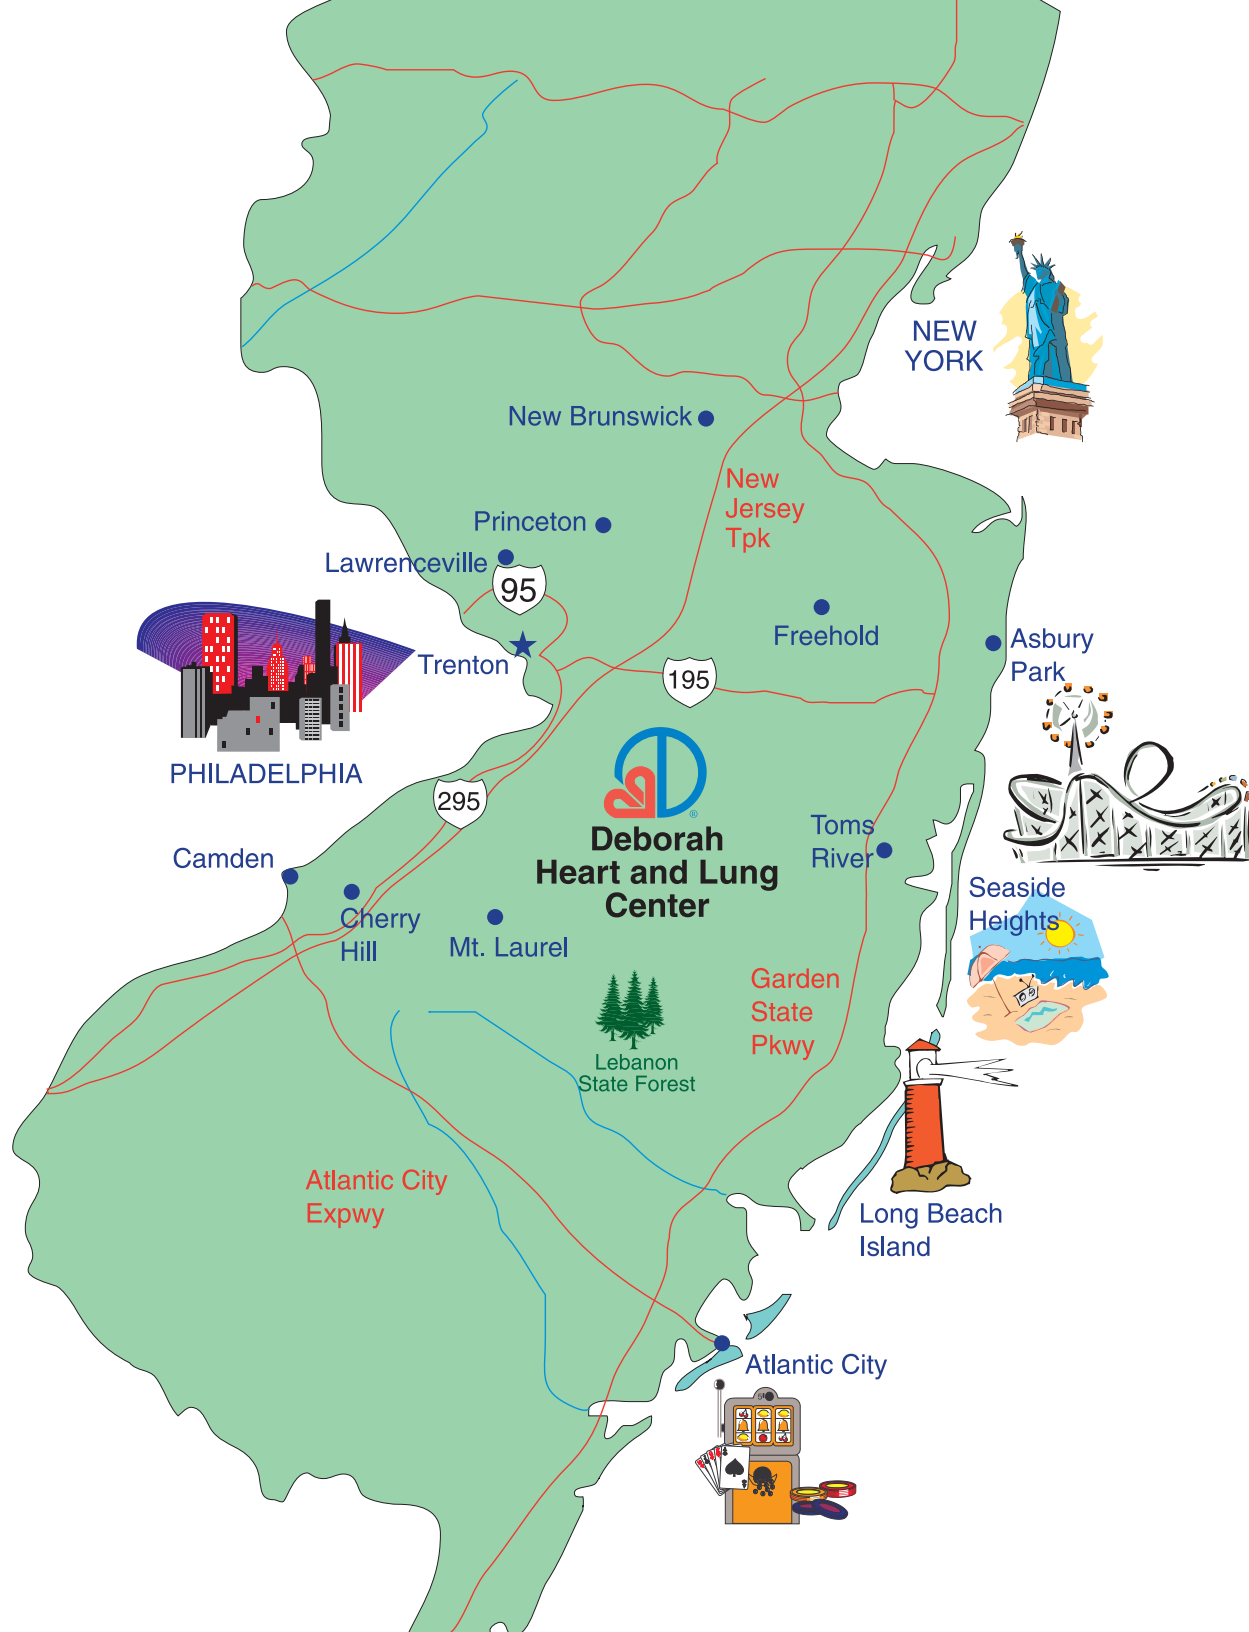 NEW
YORK
New Brunswick
New
Jersey
Tpk
Princeton
Lawrenceville
95
Freehold
Asbury
Park
Trenton
195
PHILADELPHIA
295
®
Deborah
Heart and Lung
Center
Toms
River
Camden
Seaside
Heights
Cherry
Hill
Mt. Laurel
Garden
State
Pkwy
Lebanon
State Forest
Atlantic City
Expwy
Long Beach
Island
Atlantic City